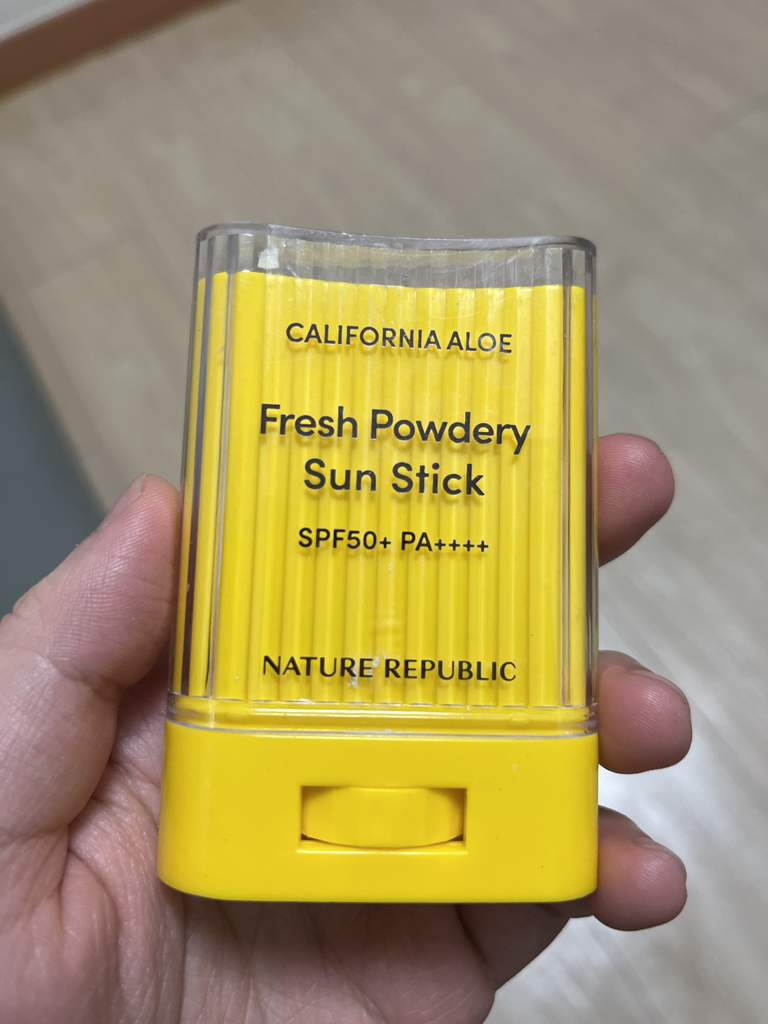 CALIFORNIA ALOE
Fresh Powdery
Sun Stick
SPF50+ PA++++
NATURE REPUBLIC